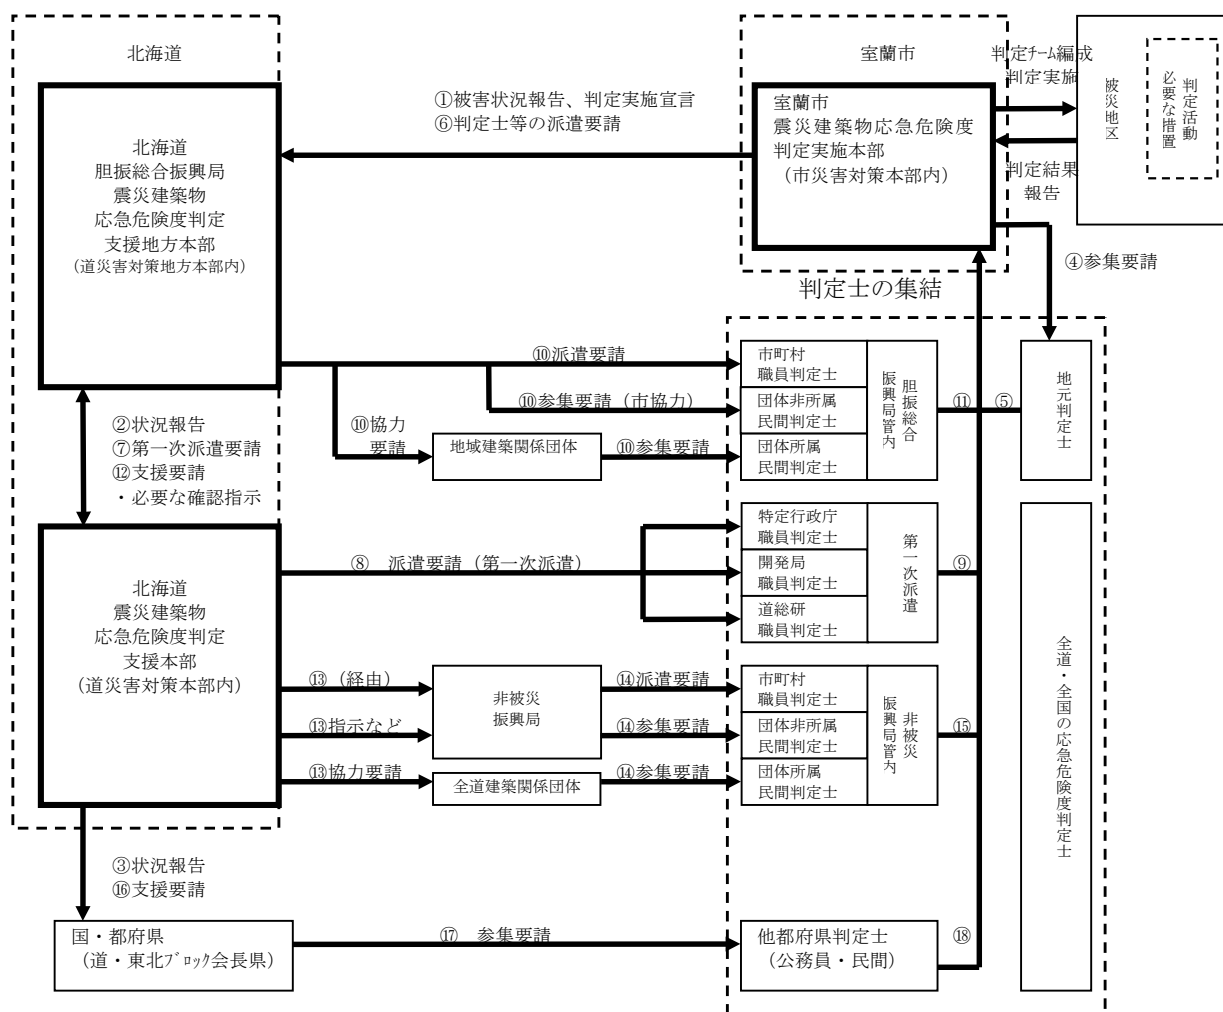 北海道
北海道
胆振総合振興局
震災建築物
応急危険度判定
支援地方本部
(道災害対策地方本部内)
①被害状況報告、判定実施宣言
⑥判定士等の派遣要請
室蘭市
室蘭市
震災建築物応急危険度
判定実施本部
(市災害対策本部内)
判定チーム編成
判定実施
判定結果
報告
被災地区
判定活動
必要な措置
④参集要請
判定士の集結
⑩派遣要請
⑩参集要請(市協力)
⑩協力
要請
地域建築関係団体
⑩参集要請
市町村
職員判定士
団体非所属
民間判定士
団体所属
民間判定士
胆振総合
振興局管内
⑪
⑤
地元判定士
②状況報告
⑦第一次派遣要請
⑫支援要請
・必要な確認指示
北海道
震災建築物
応急危険度判定
支援本部
(道災害対策本部内)
⑧ 派遣要請(第一次派遣)
特定行政庁
職員判定士
開発局
職員判定士
道総研
職員判定士
第一次派遣
⑨
⑬(経由)
⑬指示など
⑬協力要請
非被災
振興局
全道建築関係団体
⑭派遣要請
⑭参集要請
⑭参集要請
市町村
職員判定士
団体非所属
民間判定士
団体所属
民間判定士
非被災
振興局管内
⑮
全道・全国の応急危険度判定士
③状況報告
⑯支援要請
国・都府県
(道・東北ブロック会長県)
⑰ 参集要請
他都府県判定士
(公務員・民間)
⑱